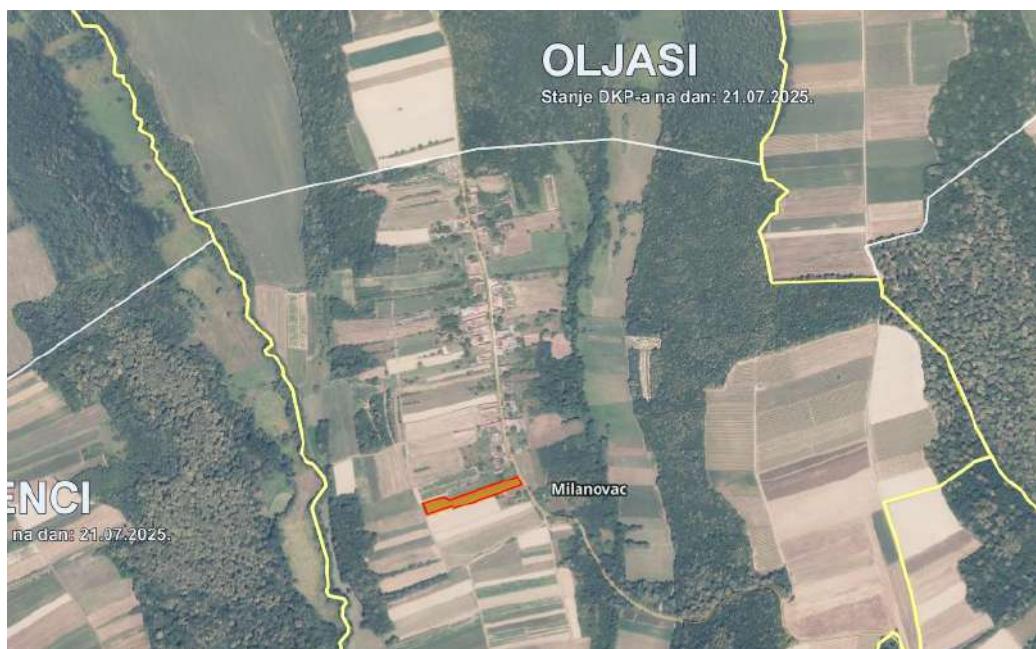 OLJASI
Stanje DKP-a na dan: 21.07.2025.
Milanovac
ENCI
na dan: 21.07.2025.